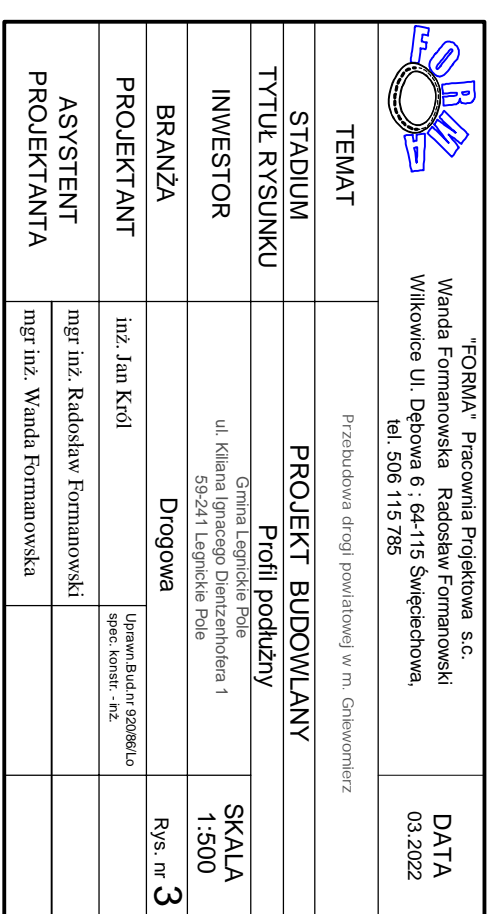 FORMA
"FORMA" Pracownia Projektowa s.c.
Wanda Formanowska Radosław Formanowski
Wilkowice Ul. Dębowa 6 ; 64-115 Święciechowa,
tel. 506 115 785
DATA
03.2022
TEMAT
Przebudowa drogi powiatowej w m. Gniewomierz
STADIUM
PROJEKT BUDOWLANY
TYTUŁ RYSUNKU
Profil podłużny
INWESTOR
Gmina Legnickie Pole
ul. Kiliana Ignacego Dientzenhofera 1
59-241 Legnickie Pole
SKALA
1:500
BRANŻA
Drogowa
Rys. nr 3
PROJEKTANT
inż. Jan Król
Uprawn.Bud.nr 920/86/Lo
spec. konstr. - inż.
ASYSTENT
PROJEKTANTA
mgr inż. Radosław Formanowski
mgr inż. Wanda Formanowska